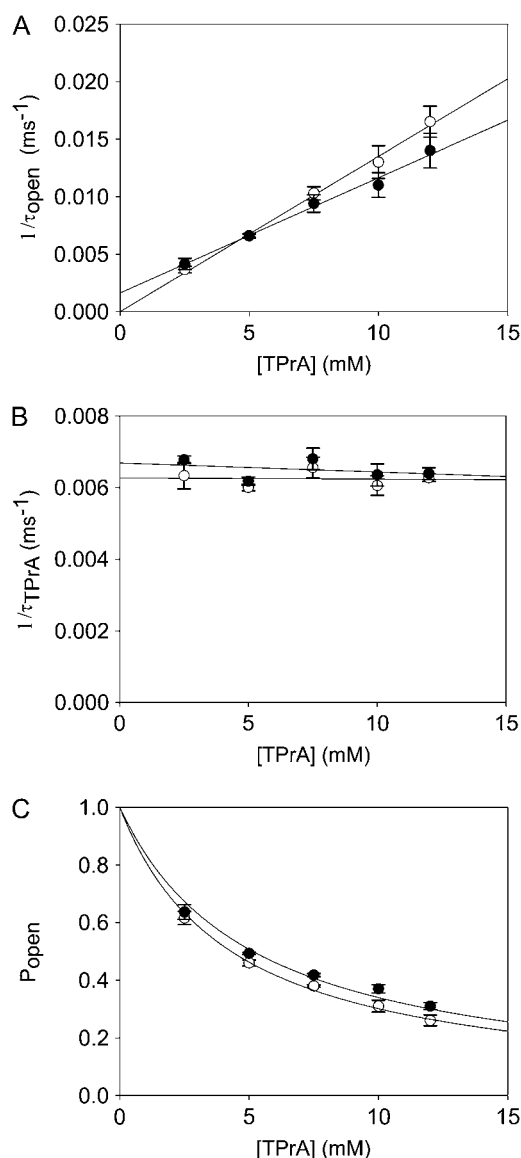 A
0.025
0.020
0.015
0.010
0.005
0.000
1/τopen (ms⁻¹)
0 5 10 15
[TPrA] (mM)
B
0.008
0.006
0.004
0.002
0.000
1/τTPrA (ms⁻¹)
0 5 10 15
[TPrA] (mM)
C
1.0
0.8
0.6
0.4
0.2
0.0
Popen
0 5 10 15
[TPrA] (mM)